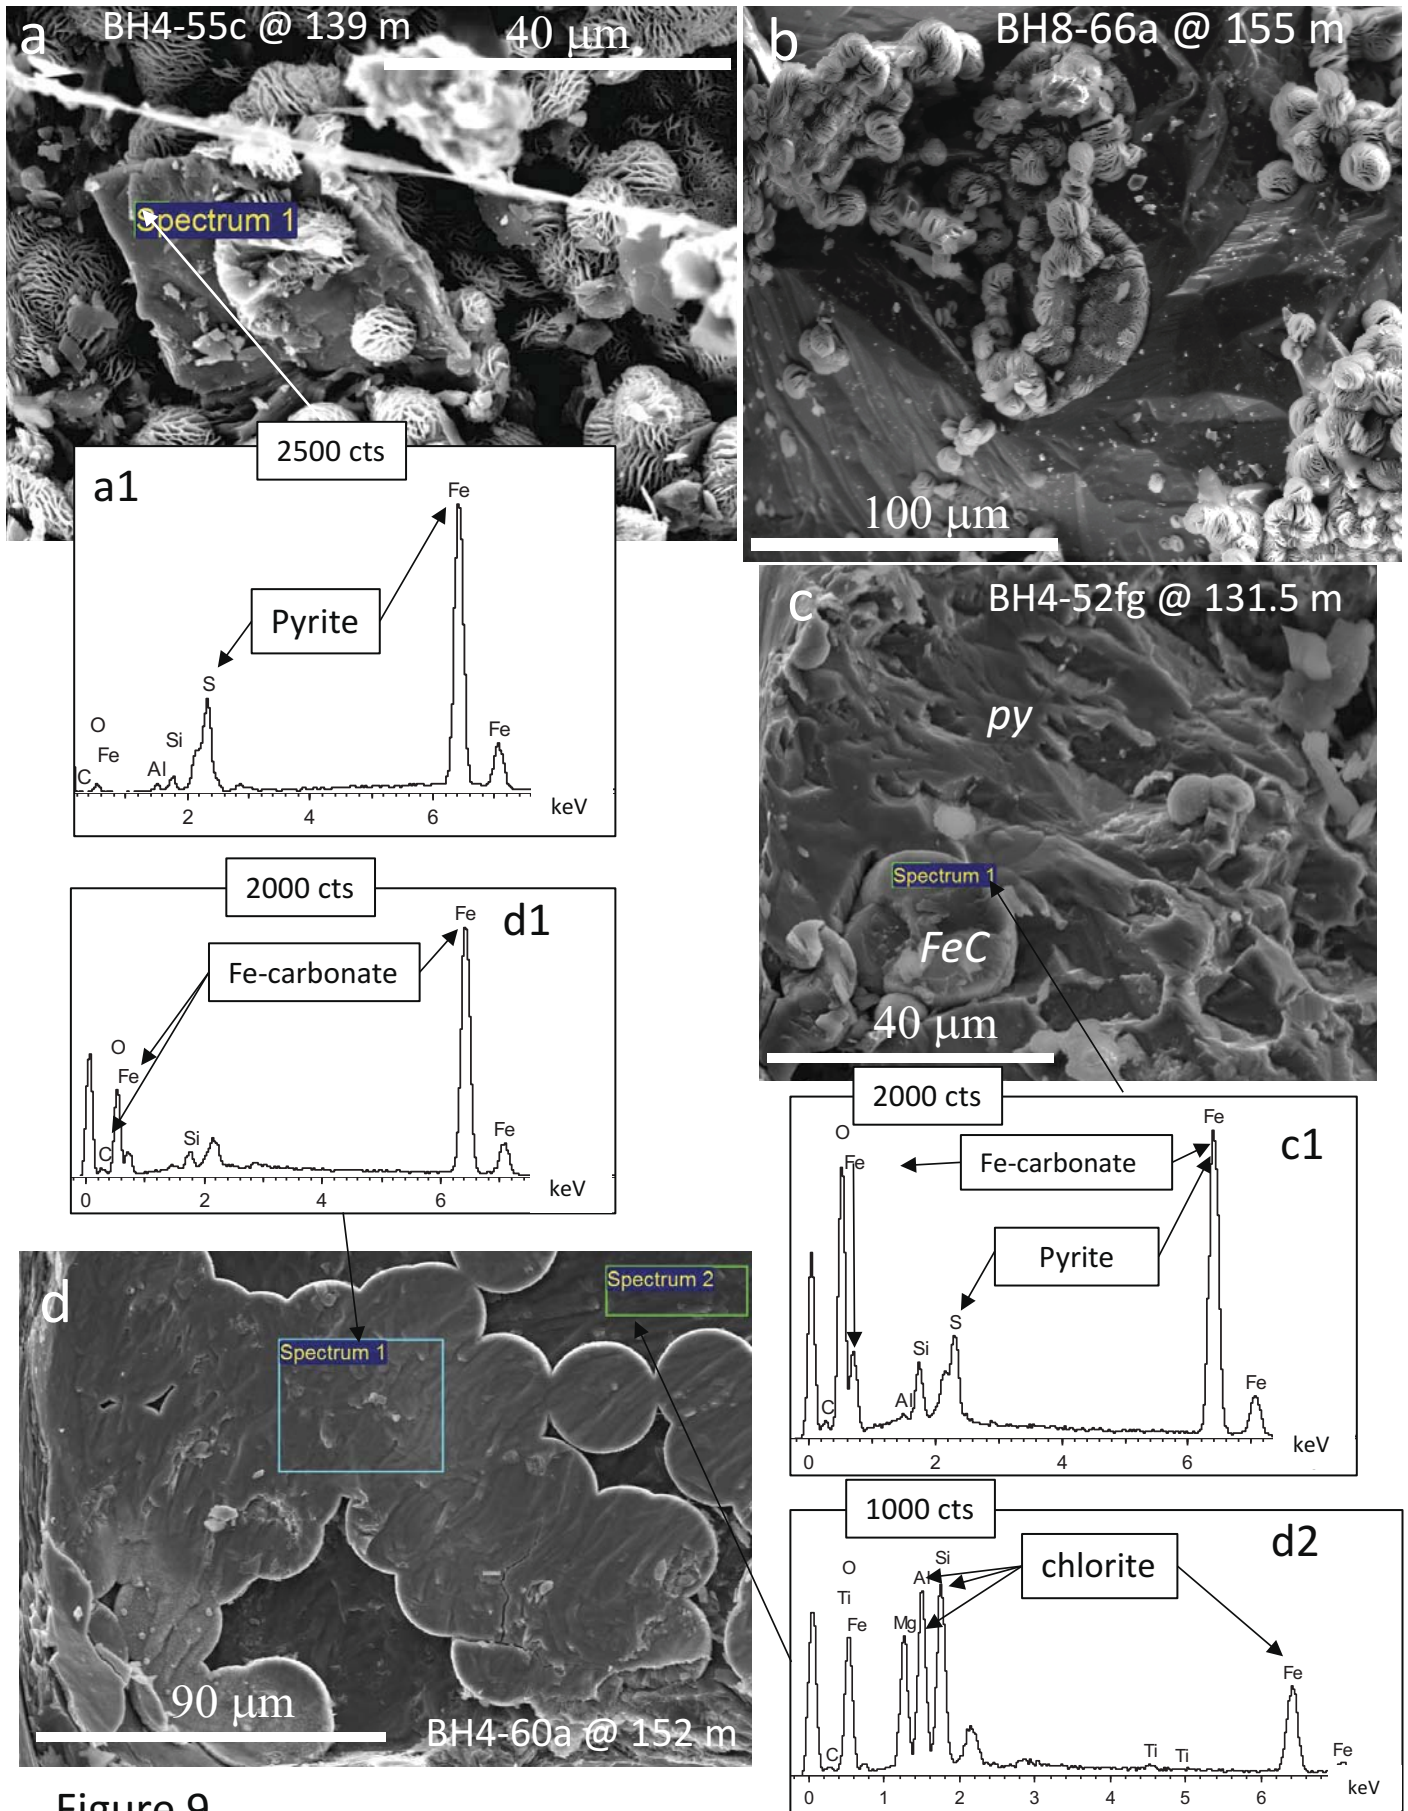 a
BH4-55c @ 139 m
40 μm
Spectrum 1
b
BH8-66a @ 155 m
100 μm
2500 cts
a1
Fe
Pyrite
S
O
Si
Fe
Fe
Al
C
2
4
6
keV
c
BH4-52fg @ 131.5 m
py
Spectrum 1
FeC
40 μm
2000 cts
d1
Fe
Fe-carbonate
O
Fe
C
Si
Fe
0
2
4
6
keV
2000 cts
c1
Fe
O
Fe
Fe-carbonate
Pyrite
S
Si
Al
C
Fe
0
2
4
6
keV
d
Spectrum 2
Spectrum 1
90 μm
BH4-60a @ 152 m
1000 cts
d2
chlorite
Si
O
Al
Ti
Fe
Mg
Fe
C
Ti
Ti
Fe
0
1
2
3
4
5
6
keV
Figure 9